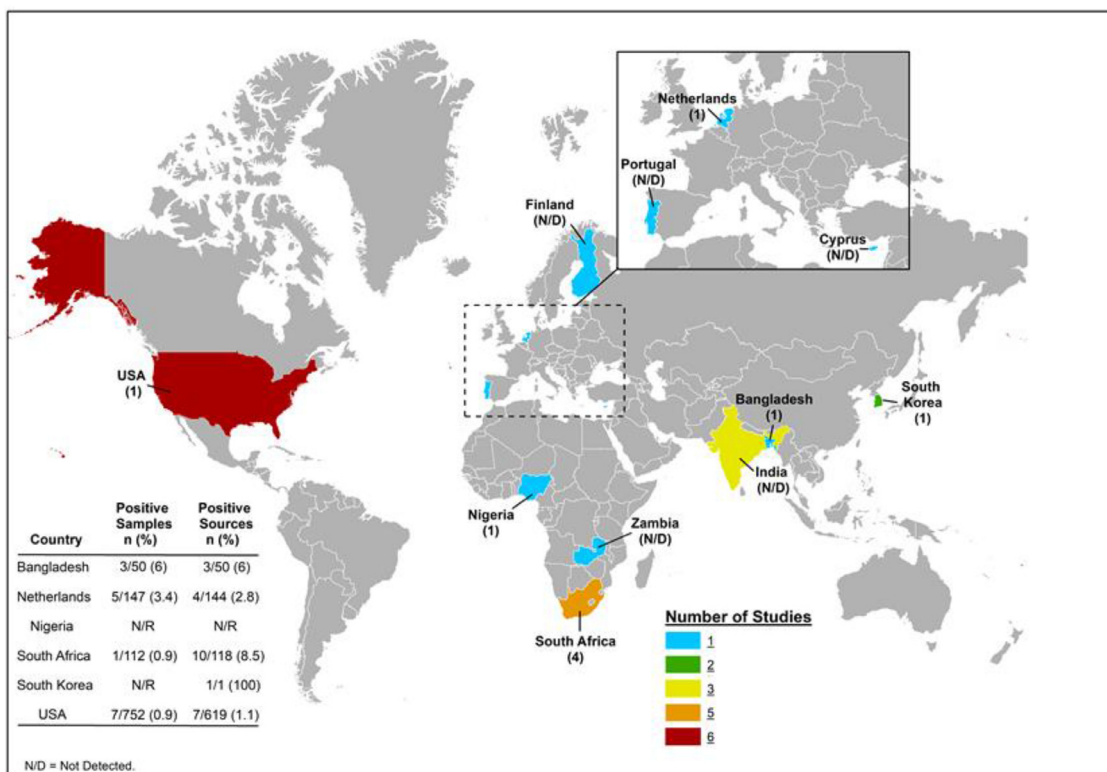 Netherlands
(1)
Portugal
(N/D)
Finland
(N/D)
Cyprus
(N/D)
USA
(1)
Bangladesh
(1)
South
Korea
(1)
India
(N/D)
Nigeria
(1)
Zambia
(N/D)
South Africa
(4)
Country Positive Samples n (%) Positive Sources n (%)
Bangladesh 3/50 (6) 3/50 (6)
Netherlands 5/147 (3.4) 4/144 (2.8)
Nigeria N/R N/R
South Africa 1/112 (0.9) 10/118 (8.5)
South Korea N/R 1/1 (100)
USA 7/752 (0.9) 7/619 (1.1)
N/D = Not Detected.
Number of Studies
1
2
3
5
6